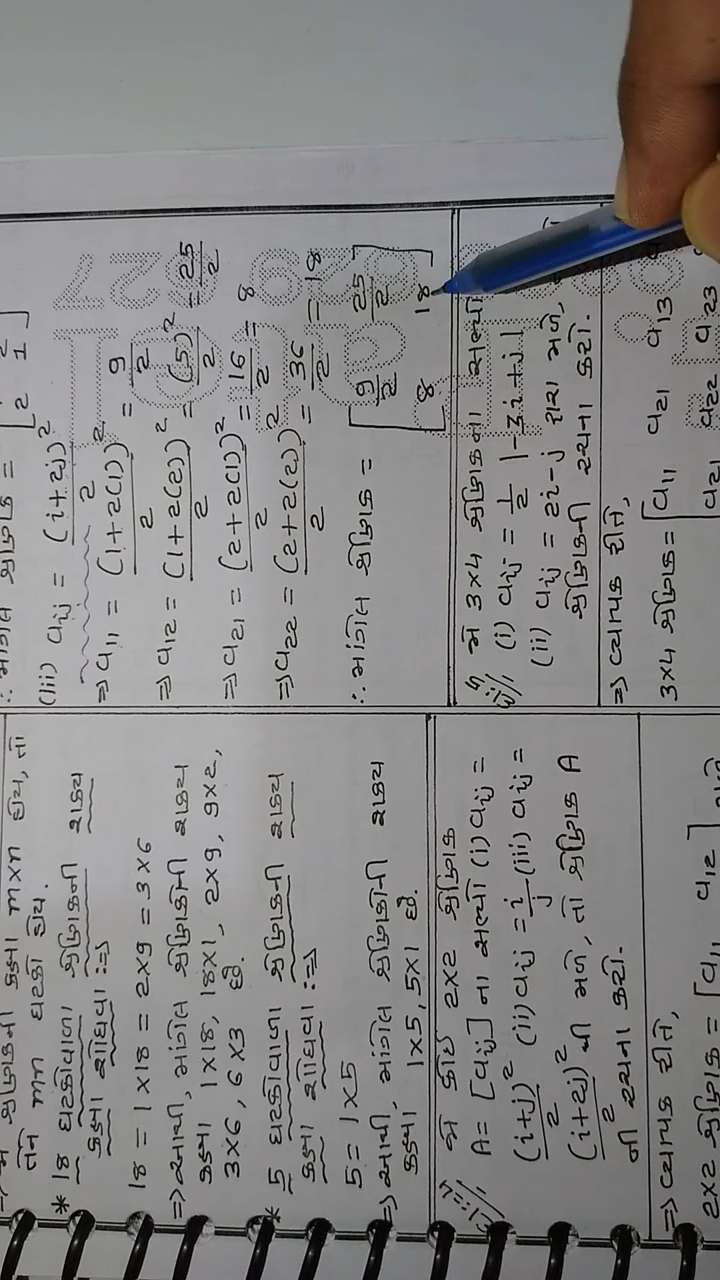 તેને mn ઘટકો હોય.
* 18 ઘટકોવાળા શ્રેણિકની શક્ય
કક્ષા શોધવા :⇒
18 = 1 × 18 = 2 × 9 = 3 × 6
⇒ આથી, માંગેલ શ્રેણિકોની શક્ય
કક્ષા 1 × 18, 18 × 1, 2 × 9, 9 × 2,
3 × 6, 6 × 3 છે.
* 5 ઘટકોવાળા શ્રેણિકની શક્ય
કક્ષા શોધવા :⇒
5 = 1 × 5
⇒ આથી, માંગેલ શ્રેણિકોની શક્ય
કક્ષા 1 × 5, 5 × 1 છે.
જો કોઈ 2×2 શ્રેણિક
A = [aij] ના સભ્યો (i) aij =
(i+j)²/2 (ii) aij = i/j (iii) aij =
(i+2j)²/2 થી મળે, તો શ્રેણિક A
ની રચના કરો.
⇒ વ્યાપક રીતે,
2×2 શ્રેણિક = [a11 a12]
∴ માંગેલ શ્રેણિક =
(iii) aij = (i+2j)²/2
⇒ a11 = (1+2(1))²/2 = 9/2
⇒ a12 = (1+2(2))²/2 = (5)²/2 = 25/2
⇒ a21 = (2+2(1))²/2 = 16/2 = 8
⇒ a22 = (2+2(2))²/2 = 36/2 = 18
∴ માંગેલ શ્રેણિક = [9/2 25/2
8 18]
જે 3×4 શ્રેણિકના સભ્યો
(i) aij = 1/2 |-3i+j|
(ii) aij = 2i-j દ્વારા મળે,
શ્રેણિકની રચના કરો.
⇒ વ્યાપક રીતે,
3×4 શ્રેણિક = [a11 a21 a13
a21 a22 a23